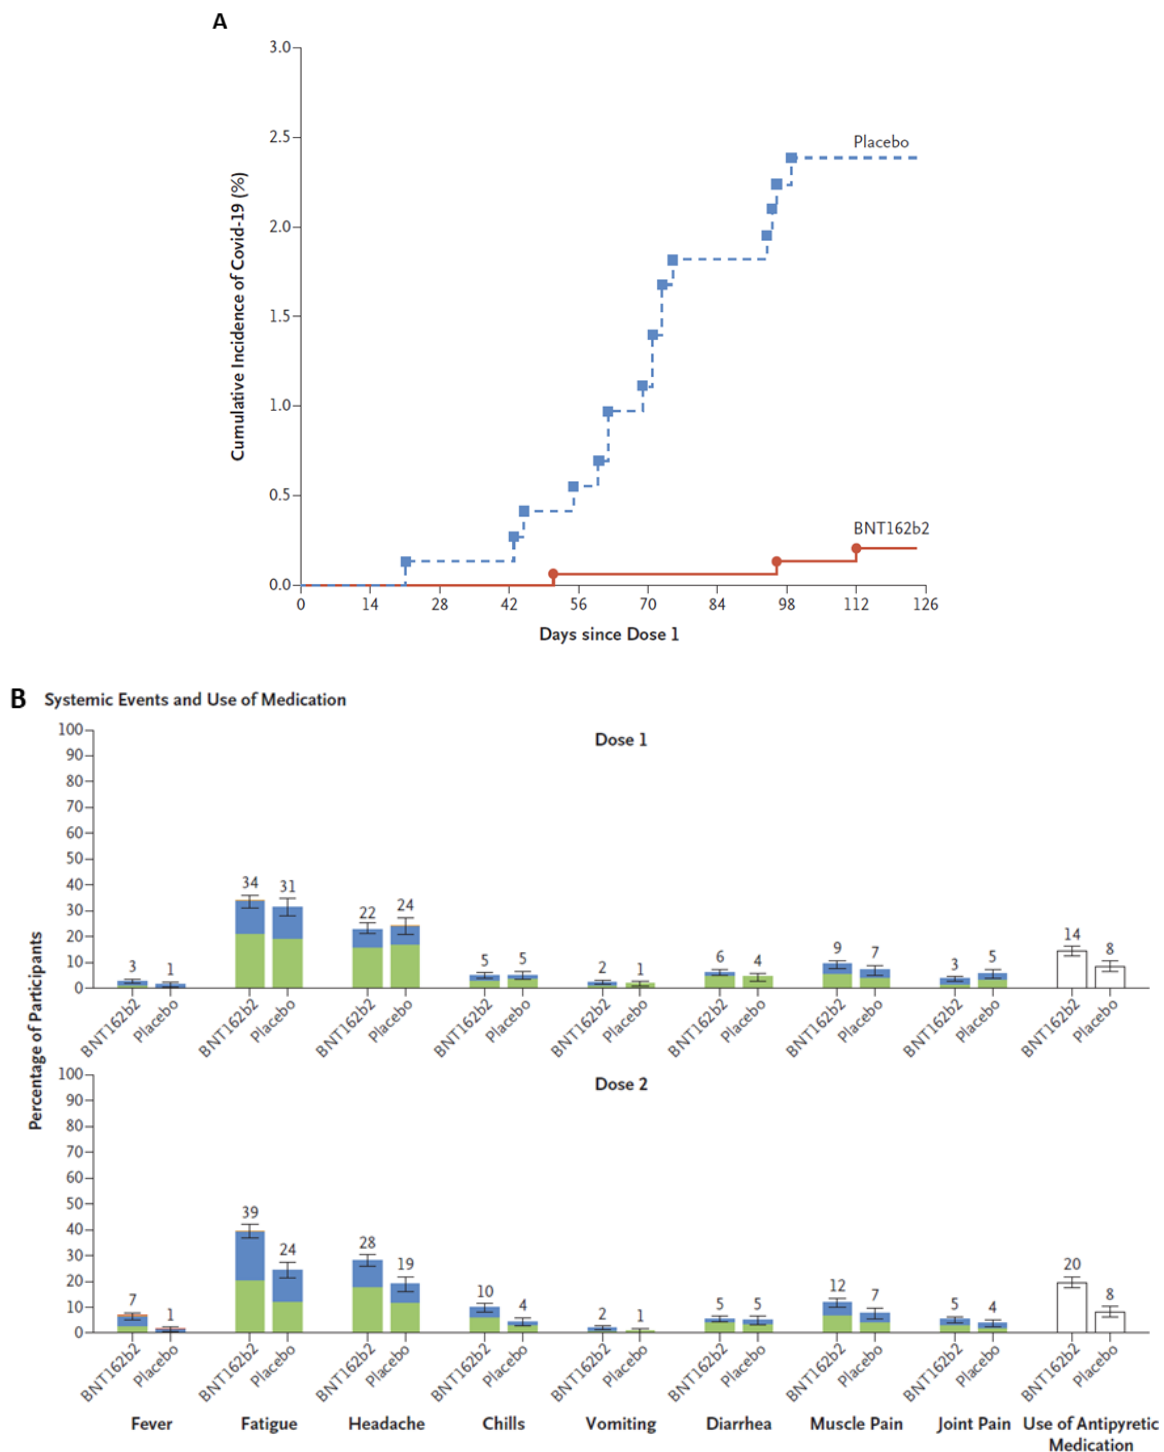 A
3.0
2.5
2.0
1.5
1.0
0.5
0.0
Cumulative Incidence of Covid-19 (%)
Placebo
BNT162b2
0 14 28 42 56 70 84 98 112 126
Days since Dose 1
B Systemic Events and Use of Medication
Percentage of Participants
Dose 1
100
90
80
70
60
50
40
30
20
10
0
3 1 34 31 22 24 5 5 2 1 6 4 9 7 3 5 14 8
BNT162b2 Placebo BNT162b2 Placebo BNT162b2 Placebo BNT162b2 Placebo BNT162b2 Placebo BNT162b2 Placebo BNT162b2 Placebo BNT162b2 Placebo BNT162b2 Placebo
Dose 2
100
90
80
70
60
50
40
30
20
10
0
7 1 39 24 28 19 10 4 2 1 5 5 12 7 5 4 20 8
BNT162b2 Placebo BNT162b2 Placebo BNT162b2 Placebo BNT162b2 Placebo BNT162b2 Placebo BNT162b2 Placebo BNT162b2 Placebo BNT162b2 Placebo BNT162b2 Placebo
Fever Fatigue Headache Chills Vomiting Diarrhea Muscle Pain Joint Pain Use of Antipyretic
Medication